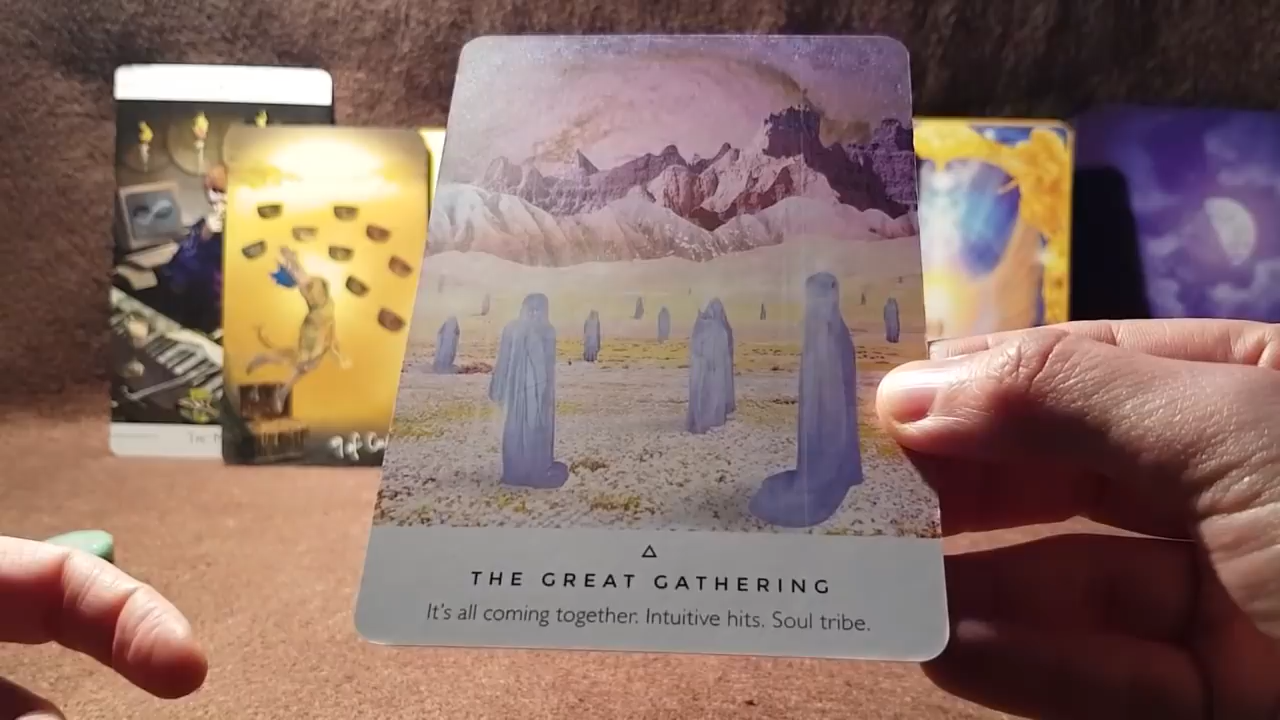 THE GREAT GATHERING
It's all coming together. Intuitive hits. Soul tribe.